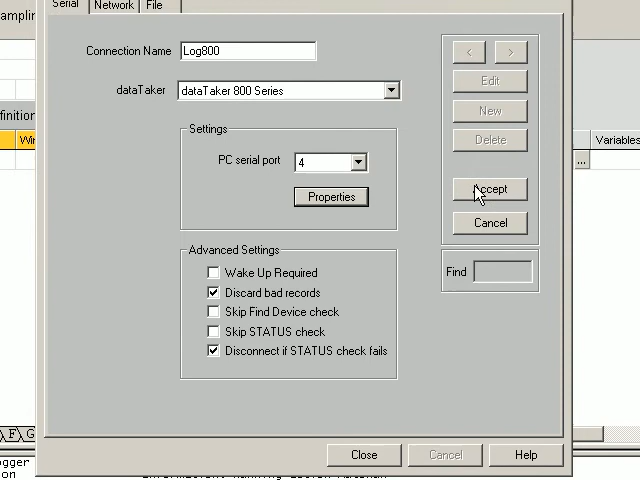 Serial Network File
Connection Name Log800
dataTaker dataTaker 800 Series
Settings
PC serial port 4
Properties
Advanced Settings
Wake Up Required
Discard bad records
Skip Find Device check
Skip STATUS check
Disconnect if STATUS check fails
< >
Edit
New
Delete
Accept
Cancel
Find
Close Cancel Help
Variables
...
F G